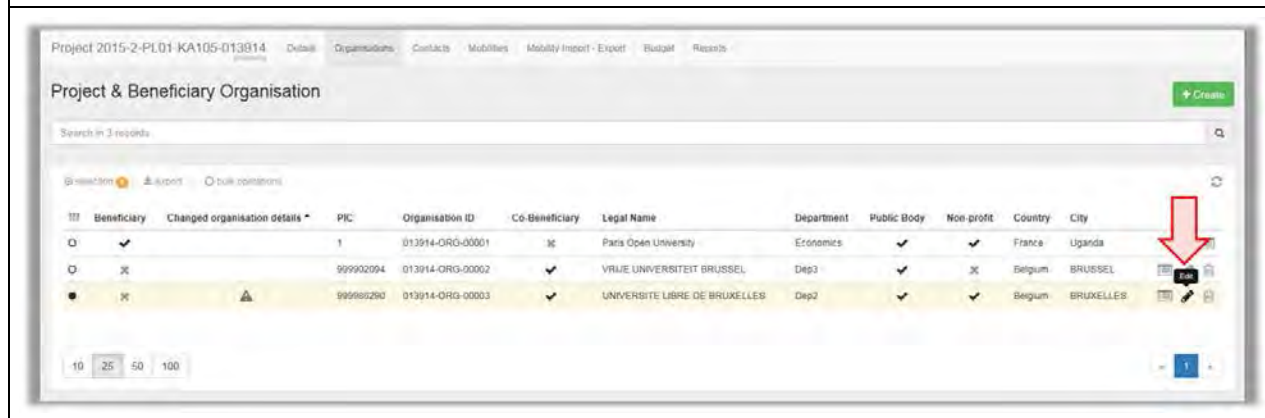 Project 2015-2-PL01-KA105-013914 Details Organisations Contacts Mobilities Mobility Import - Export Budget Reports
Project & Beneficiary Organisation
+ Create
Search in 3 records
selection export bulk operations
Beneficiary Changed organisation details PIC Organisation ID Co-Beneficiary Legal Name Department Public Body Non-profit Country City
1 013914-ORG-00001 Paris Open University Economics France Uganda
999902094 013914-ORG-00002 VRIJE UNIVERSITEIT BRUSSEL Dep3 Belgium BRUSSEL
Edit
013914-ORG-00003 UNIVERSITE LIBRE DE BRUXELLES Dep2 Belgium BRUXELLES
10 25 50 100 « 1 »